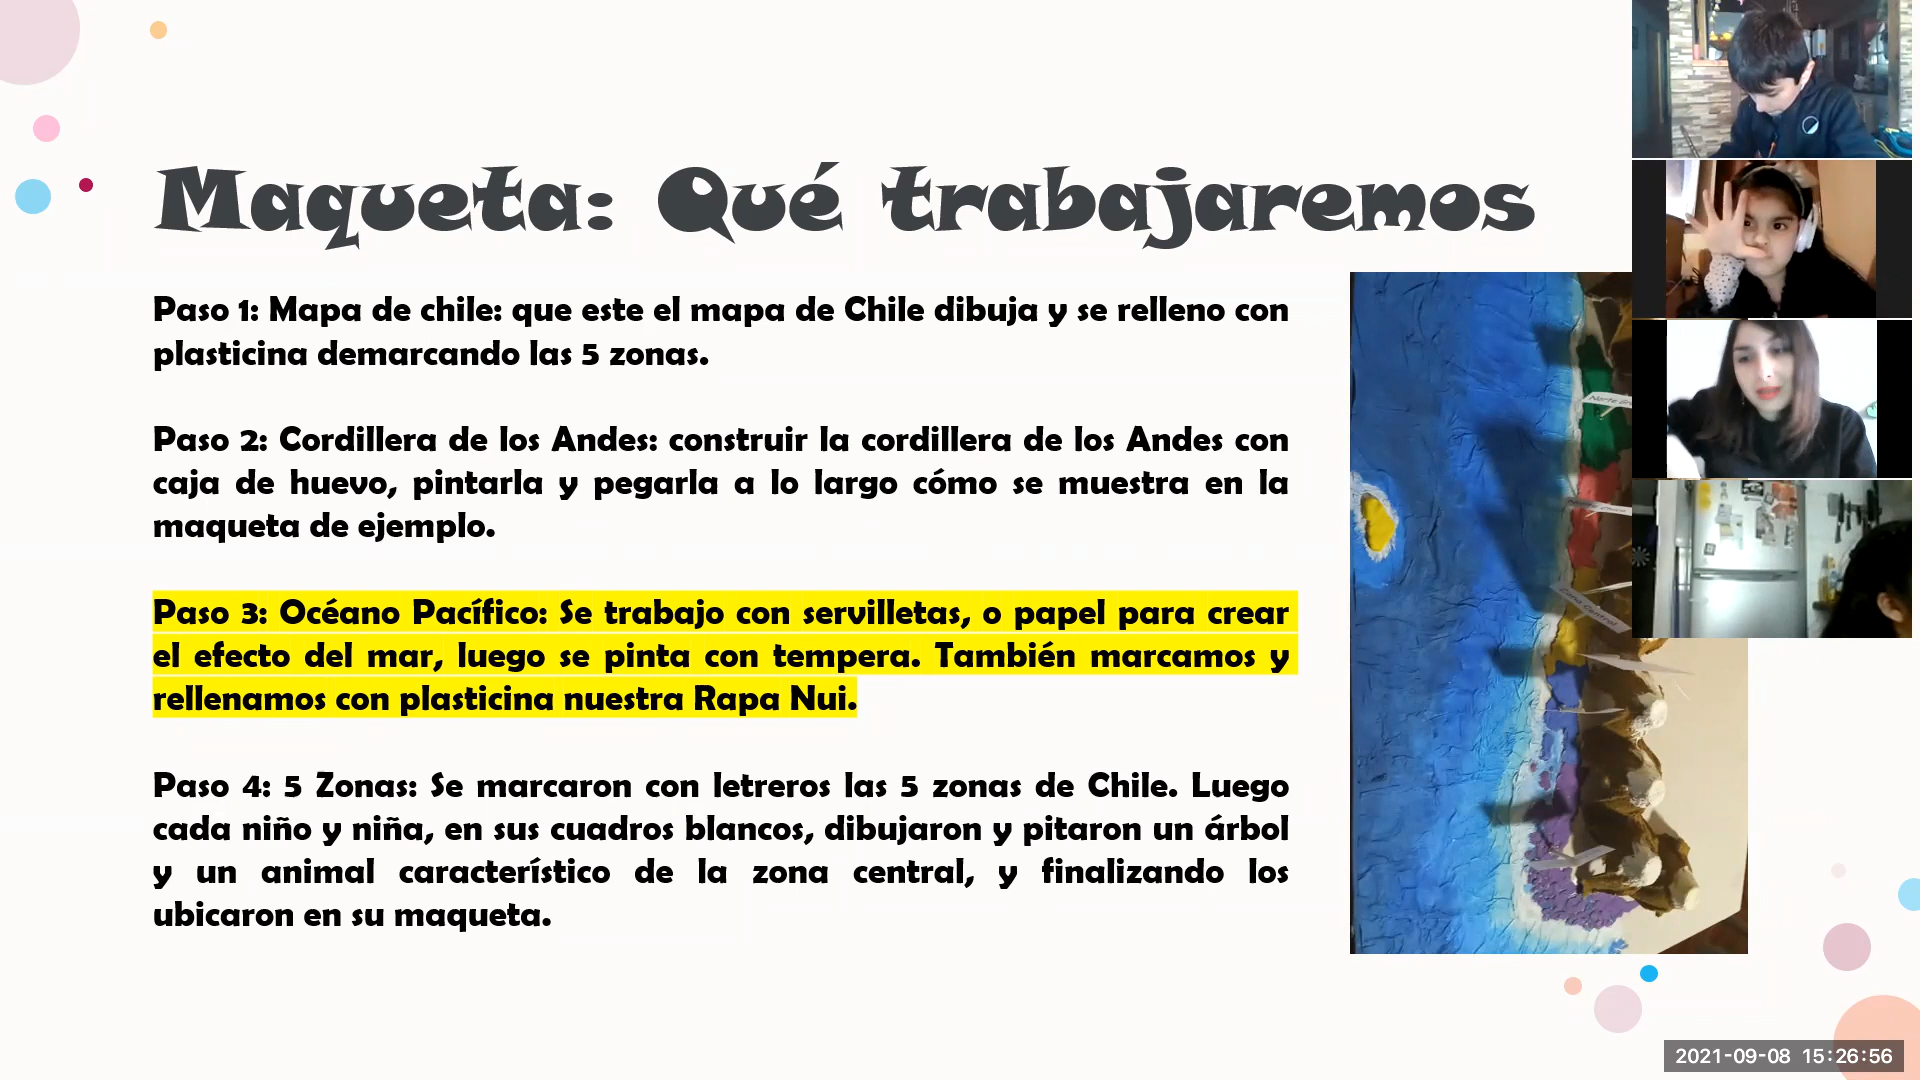 Maqueta: Qué trabajaremos
Paso 1: Mapa de chile: que este el mapa de Chile dibuja y se relleno con
plasticina demarcando las 5 zonas.
Paso 2: Cordillera de los Andes: construir la cordillera de los Andes con
caja de huevo, pintarla y pegarla a lo largo cómo se muestra en la
maqueta de ejemplo.
Paso 3: Océano Pacífico: Se trabajo con servilletas, o papel para crear
el efecto del mar, luego se pinta con tempera. También marcamos y
rellenamos con plasticina nuestra Rapa Nui.
Paso 4: 5 Zonas: Se marcaron con letreros las 5 zonas de Chile. Luego
cada niño y niña, en sus cuadros blancos, dibujaron y pitaron un árbol
y un animal característico de la zona central, y finalizando los
ubicaron en su maqueta.
Norte
Zona Central
2021-09-08 15:26:56